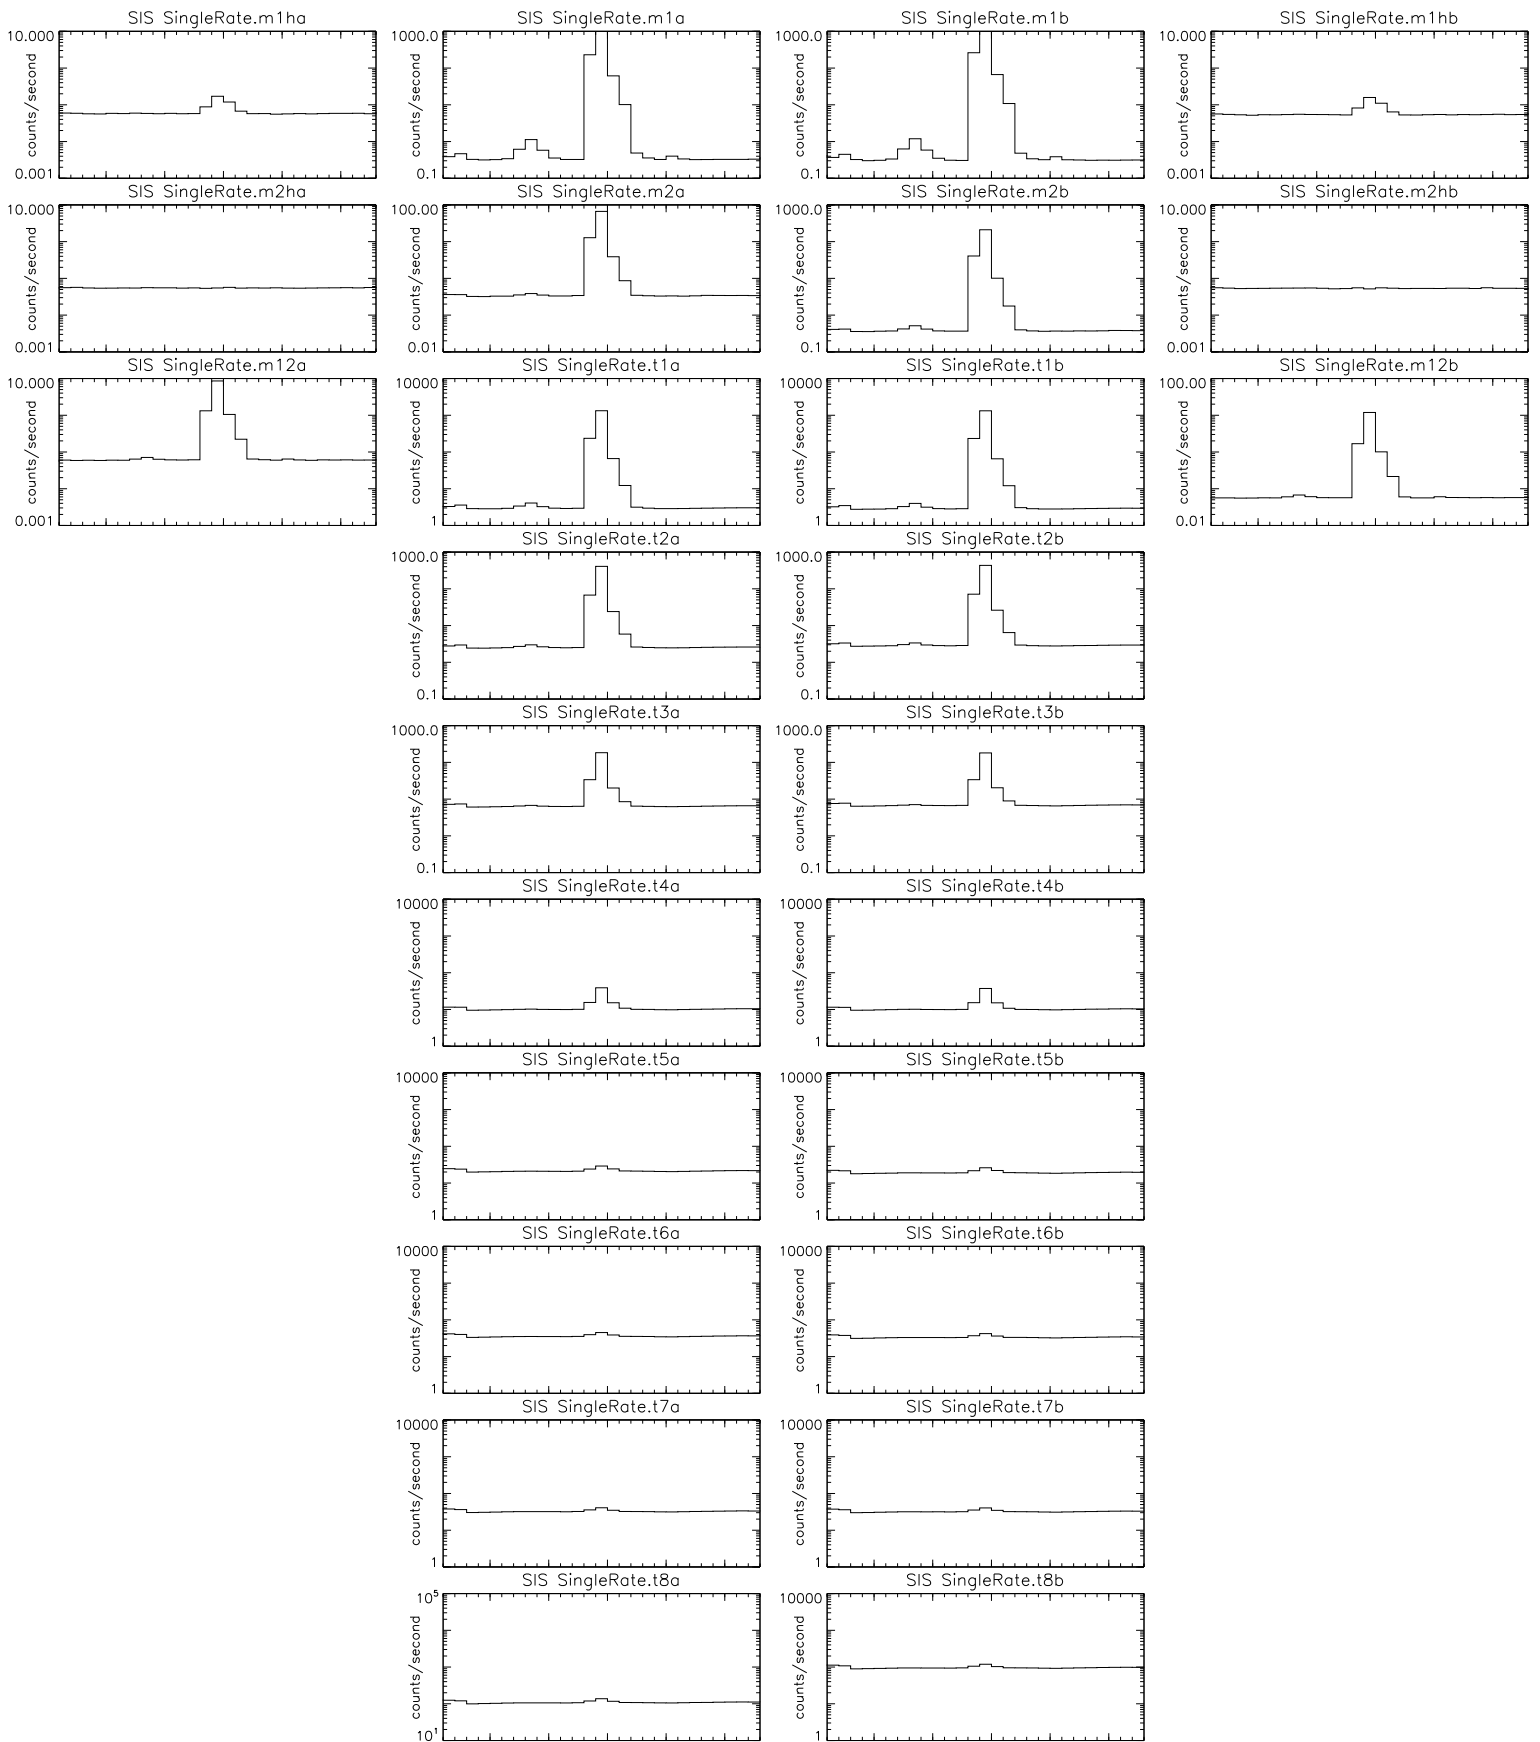 SIS SingleRate.m1ha
SIS SingleRate.m1a
SIS SingleRate.m1b
SIS SingleRate.m1hb
10.000
counts/second
0.001
1000.0
counts/second
0.1
1000.0
counts/second
0.1
10.000
counts/second
0.001
SIS SingleRate.m2ha
SIS SingleRate.m2a
SIS SingleRate.m2b
SIS SingleRate.m2hb
10.000
counts/second
0.001
100.00
counts/second
0.01
1000.0
counts/second
0.1
10.000
counts/second
0.001
SIS SingleRate.m12a
SIS SingleRate.t1a
SIS SingleRate.t1b
SIS SingleRate.m12b
10.000
counts/second
0.001
10000
counts/second
1
10000
counts/second
1
100.00
counts/second
0.01
SIS SingleRate.t2a
SIS SingleRate.t2b
1000.0
counts/second
0.1
1000.0
counts/second
0.1
SIS SingleRate.t3a
SIS SingleRate.t3b
1000.0
counts/second
0.1
1000.0
counts/second
0.1
SIS SingleRate.t4a
SIS SingleRate.t4b
10000
counts/second
1
10000
counts/second
1
SIS SingleRate.t5a
SIS SingleRate.t5b
10000
counts/second
1
10000
counts/second
1
SIS SingleRate.t6a
SIS SingleRate.t6b
10000
counts/second
1
10000
counts/second
1
SIS SingleRate.t7a
SIS SingleRate.t7b
10000
counts/second
1
10000
counts/second
1
SIS SingleRate.t8a
SIS SingleRate.t8b
10⁵
counts/second
10¹
10000
counts/second
1